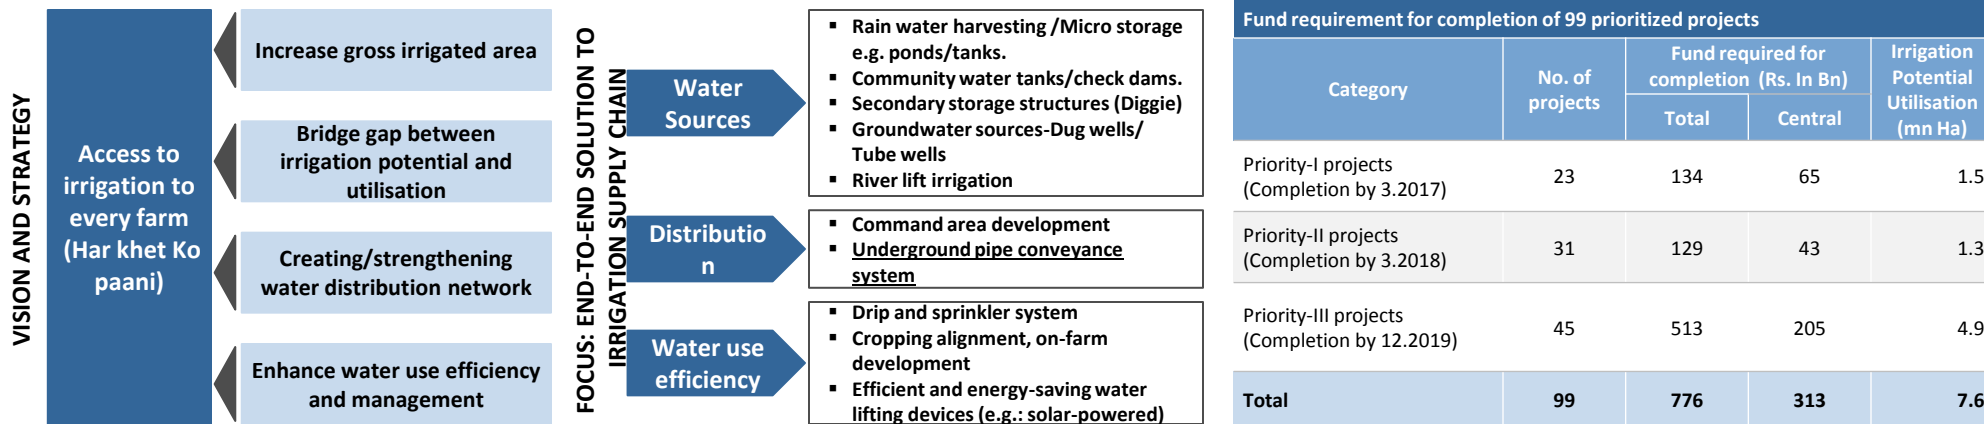 VISION AND STRATEGY
Access to
irrigation to
every farm
(Har khet Ko
paani)
Increase gross irrigated area
Bridge gap between
irrigation potential and
utilisation
Creating/strengthening
water distribution network
Enhance water use efficiency
and management
FOCUS: END-TO-END SOLUTION TO
IRRIGATION SUPPLY CHAIN
Water
Sources
▪ Rain water harvesting /Micro storage
e.g. ponds/tanks.
▪ Community water tanks/check dams.
▪ Secondary storage structures (Diggie)
▪ Groundwater sources-Dug wells/
Tube wells
▪ River lift irrigation
Distributio
n
▪ Command area development
▪ Underground pipe conveyance
system
Water use
efficiency
▪ Drip and sprinkler system
▪ Cropping alignment, on-farm
development
▪ Efficient and energy-saving water
lifting devices (e.g.: solar-powered)
Fund requirement for completion of 99 prioritized projects
Category
No. of
projects
Fund required for
completion (Rs. In Bn)
Total Central
Irrigation
Potential
Utilisation
(mn Ha)
Priority-I projects
(Completion by 3.2017)
23 134 65 1.5
Priority-II projects
(Completion by 3.2018)
31 129 43 1.3
Priority-III projects
(Completion by 12.2019)
45 513 205 4.9
Total 99 776 313 7.6